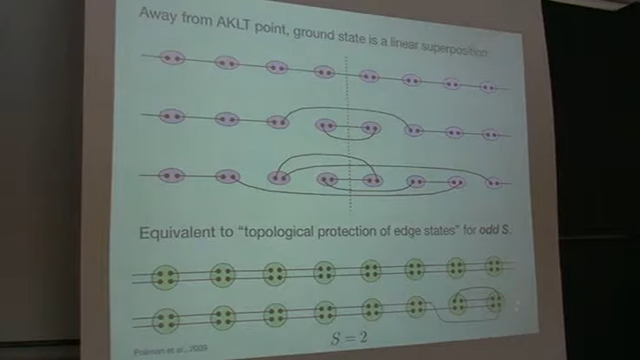 Away from AKLT point, ground state is a linear superposition
Equivalent to "topological protection of edge states" for odd S.
S = 2
Pollman et al., 2009